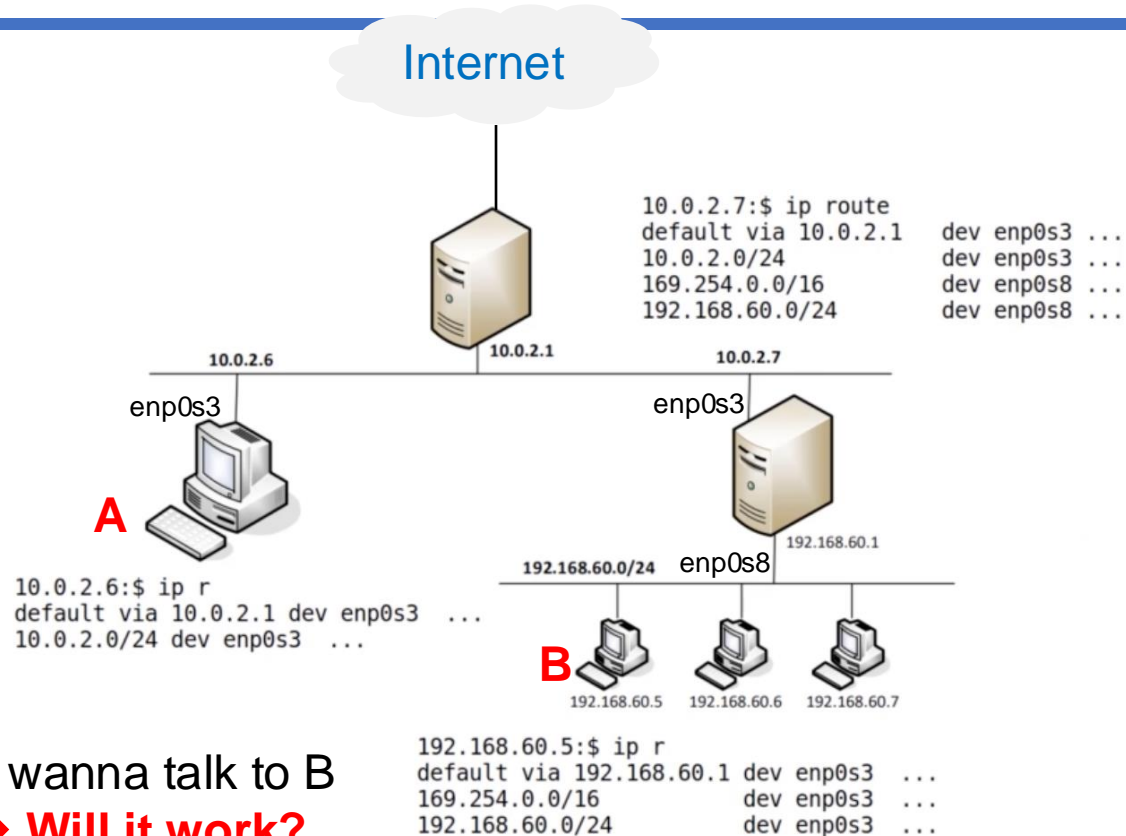 Internet
10.0.2.7:$ ip route
default via 10.0.2.1 dev enp0s3 ...
10.0.2.0/24 dev enp0s3 ...
169.254.0.0/16 dev enp0s8 ...
192.168.60.0/24 dev enp0s8 ...
10.0.2.6
10.0.2.1
10.0.2.7
enp0s3
enp0s3
A
192.168.60.1
192.168.60.0/24
enp0s8
10.0.2.6:$ ip r
default via 10.0.2.1 dev enp0s3 ...
10.0.2.0/24 dev enp0s3 ...
B
192.168.60.5
192.168.60.6
192.168.60.7
wanna talk to B
Will it work?
192.168.60.5:$ ip r
default via 192.168.60.1 dev enp0s3 ...
169.254.0.0/16 dev enp0s3 ...
192.168.60.0/24 dev enp0s3 ...